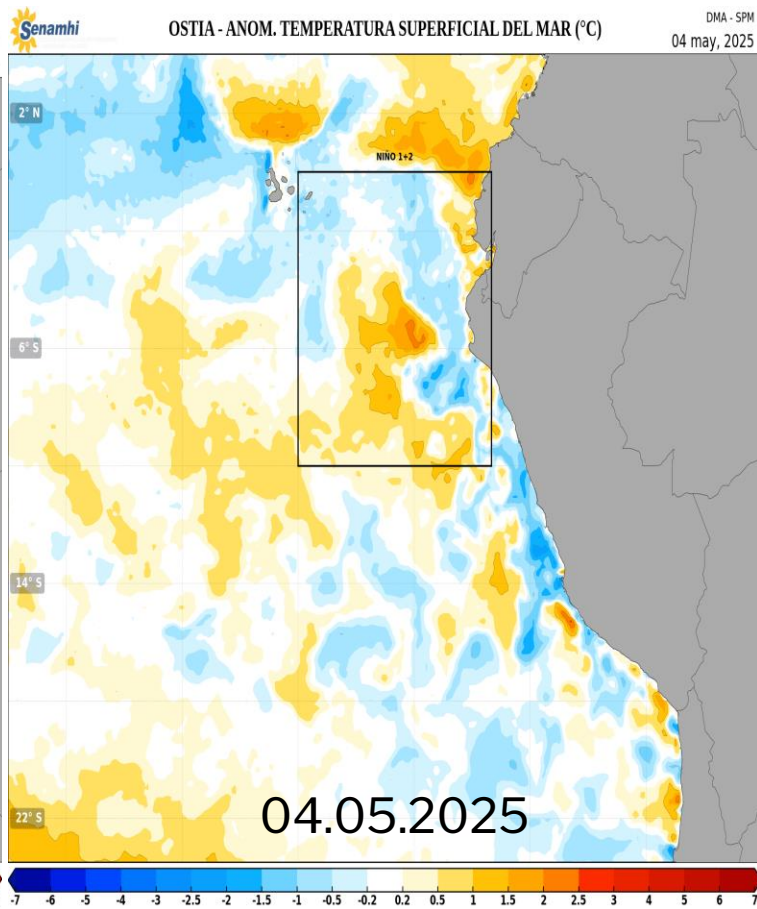 Senamhi
OSTIA - ANOM. TEMPERATURA SUPERFICIAL DEL MAR (°C)
DMA - SPM
04 may, 2025
2° N
NIÑO 1+2
6° S
14° S
22° S
04.05.2025
-7 -6 -5 -4 -3 -2.5 -2 -1.5 -1 -0.5 -0.2 0.2 0.5 1 1.5 2 2.5 3 4 5 6 7